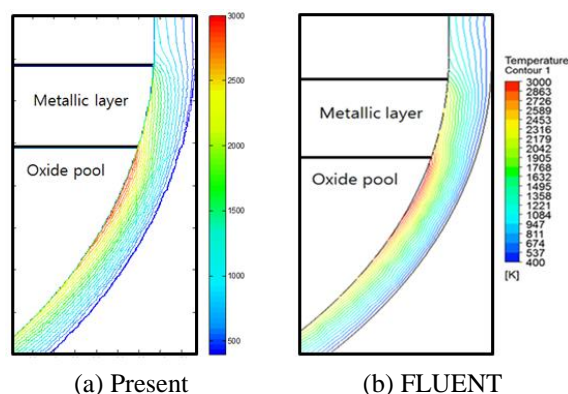 Metallic layer
Oxide pool
3000
2500
2000
1500
1000
500
(a) Present
Metallic layer
Oxide pool
Temperature
Contour 1
3000
2863
2726
2589
2453
2316
2179
2042
1905
1768
1632
1495
1358
1221
1084
947
811
674
537
400
[K]
(b) FLUENT